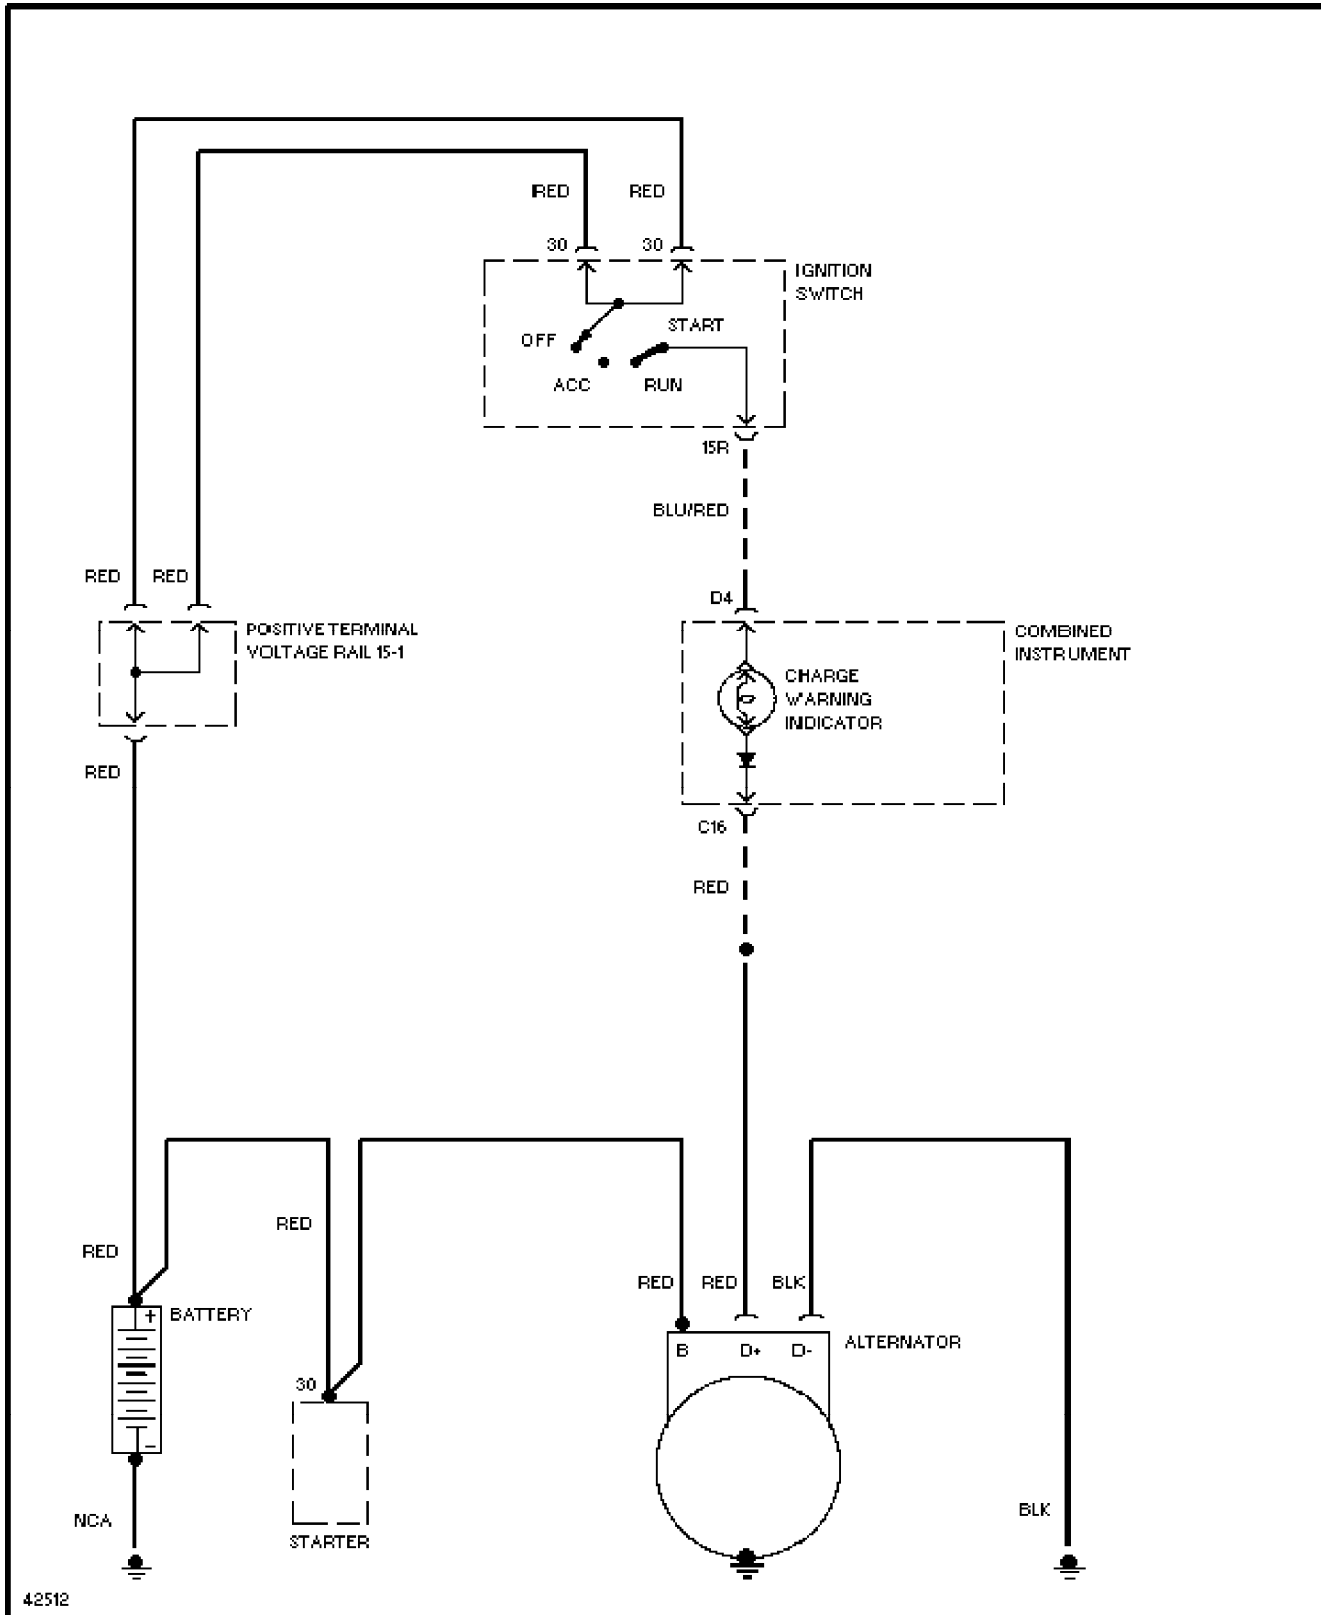 RED
RED
30
30
IGNITION
SWITCH
START
OFF
ACC
RUN
15R
BLU/RED
RED
RED
D4
POSITIVE TERMINAL
VOLTAGE RAIL 15-1
COMBINED
INSTRUMENT
CHARGE
WARNING
INDICATOR
RED
C16
RED
RED
RED
RED
RED
BLK
+
BATTERY
B
D+
D-
ALTERNATOR
30
-
NCA
STARTER
BLK
42512